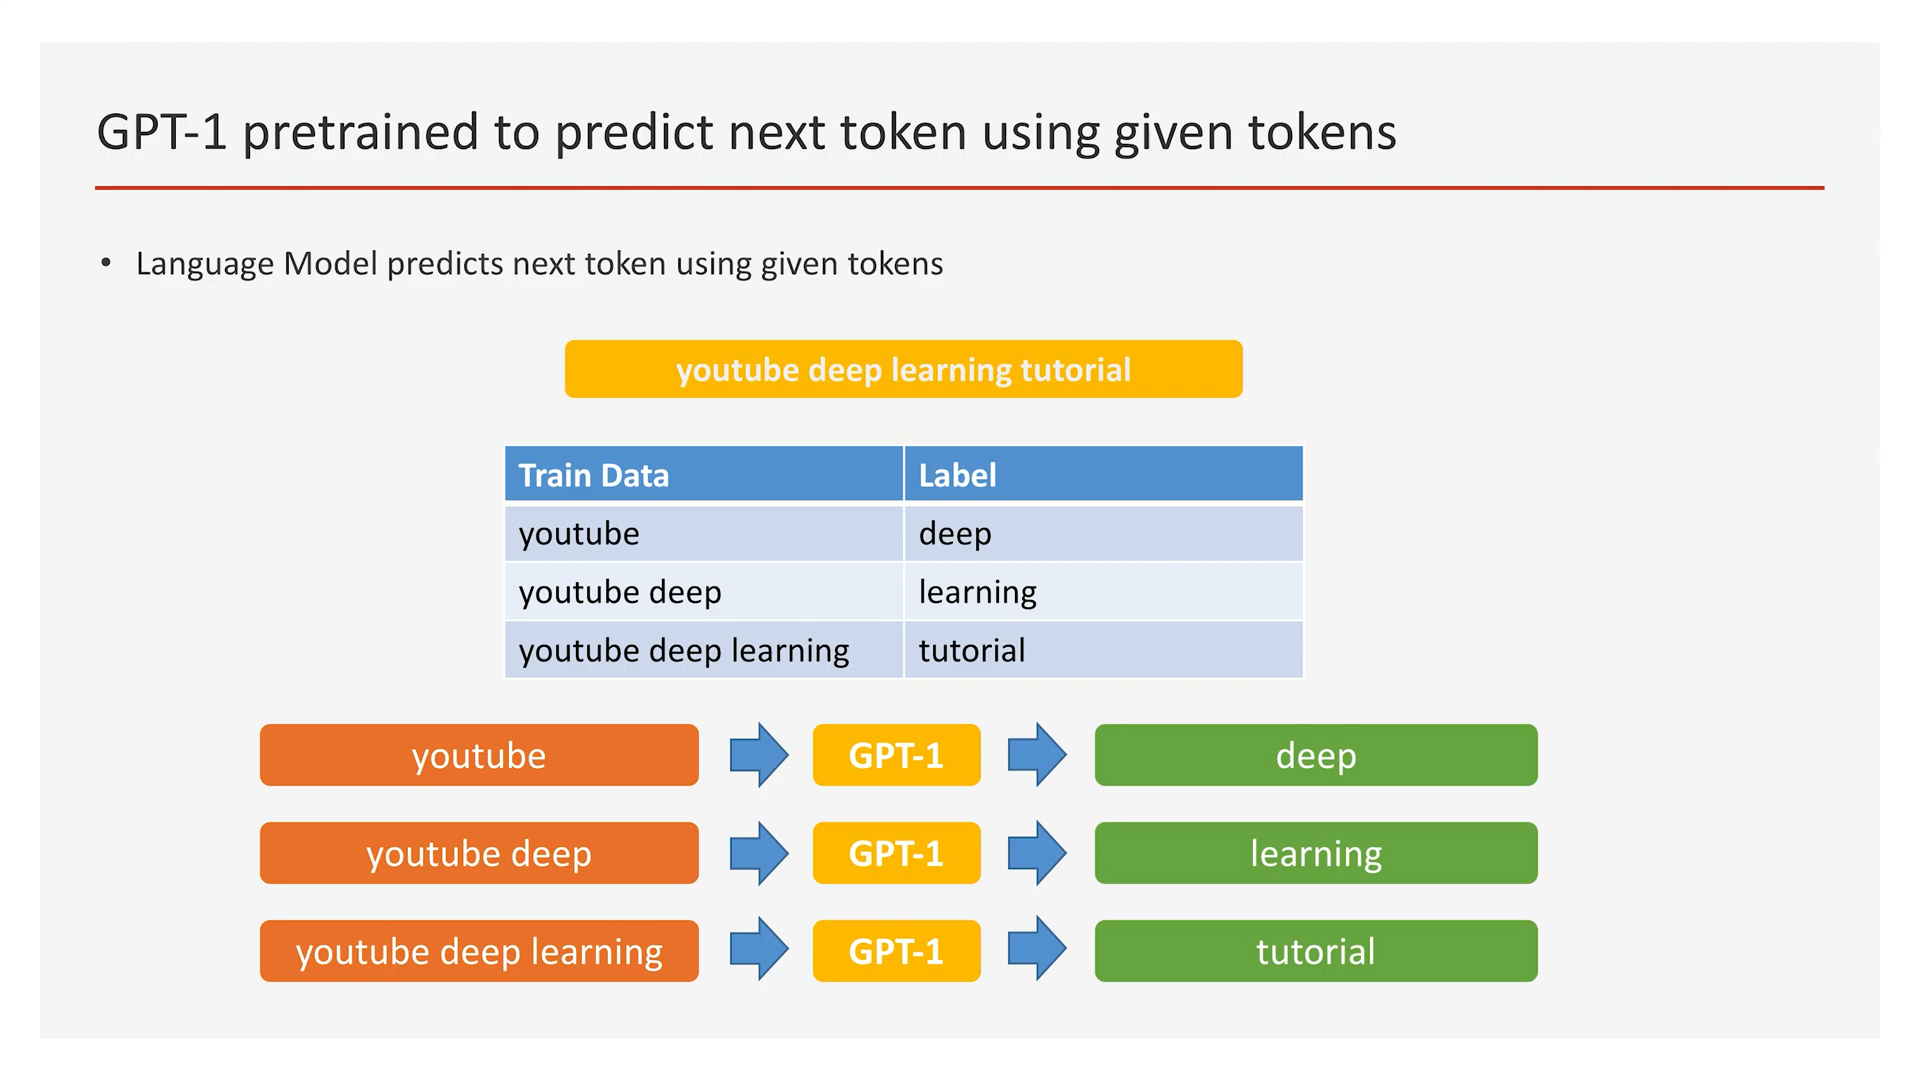 GPT-1 pretrained to predict next token using given tokens
• Language Model predicts next token using given tokens
youtube deep learning tutorial
Train Data Label
youtube deep
youtube deep learning
youtube deep learning tutorial
youtube GPT-1 deep
youtube deep GPT-1 learning
youtube deep learning GPT-1 tutorial